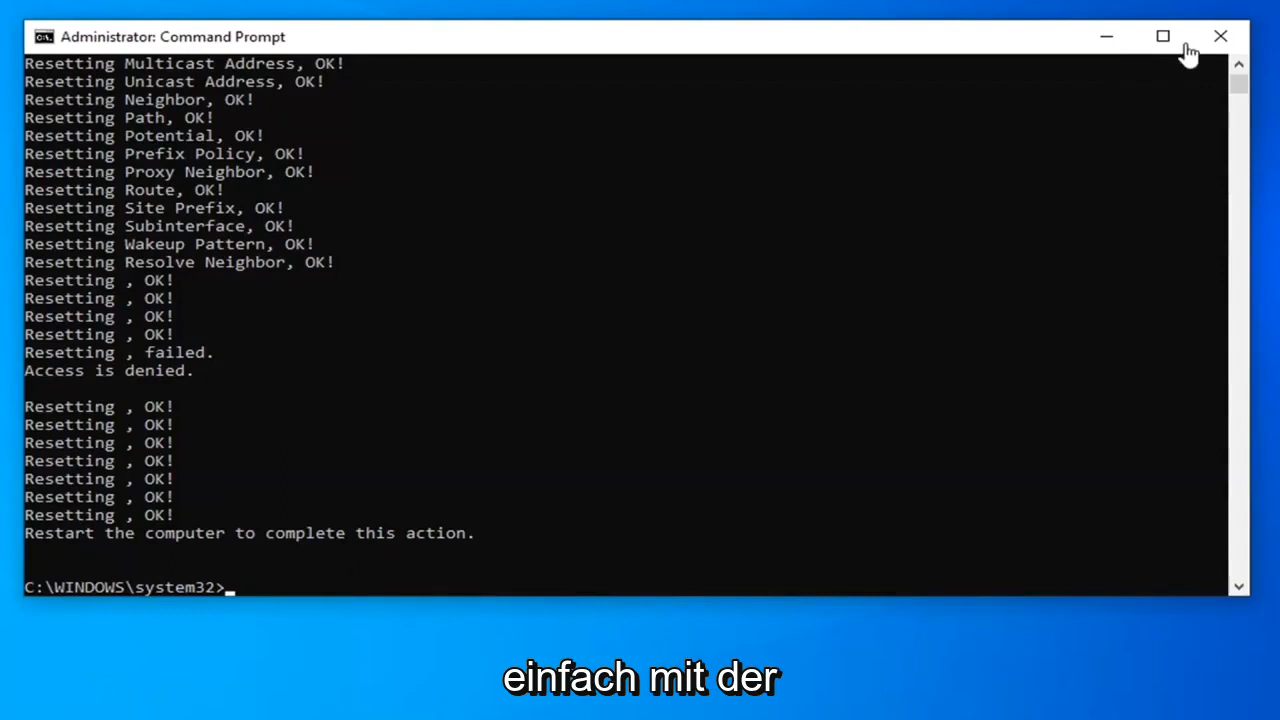 Administrator: Command Prompt
Resetting Multicast Address, OK!
Resetting Unicast Address, OK!
Resetting Neighbor, OK!
Resetting Path, OK!
Resetting Potential, OK!
Resetting Prefix Policy, OK!
Resetting Proxy Neighbor, OK!
Resetting Route, OK!
Resetting Site Prefix, OK!
Resetting Subinterface, OK!
Resetting Wakeup Pattern, OK!
Resetting Resolve Neighbor, OK!
Resetting , OK!
Resetting , OK!
Resetting , OK!
Resetting , OK!
Resetting , failed.
Access is denied.
Resetting , OK!
Resetting , OK!
Resetting , OK!
Resetting , OK!
Resetting , OK!
Resetting , OK!
Resetting , OK!
Restart the computer to complete this action.
C:\WINDOWS\system32>
einfach mit der